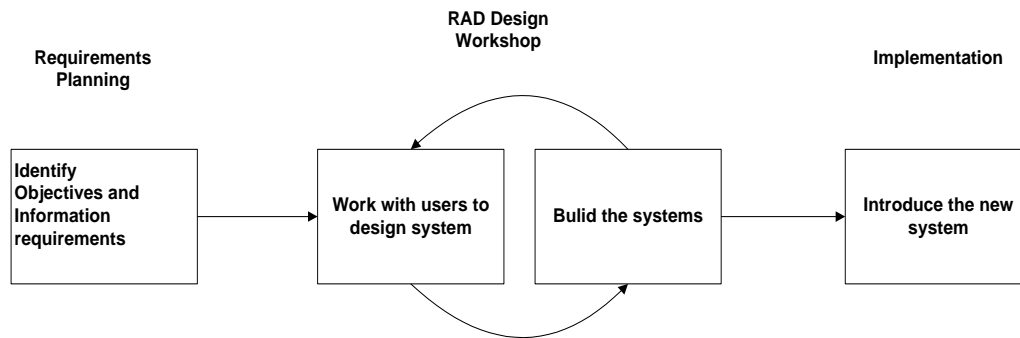 RAD Design
Workshop
Requirements
Planning
Implementation
Identify
Objectives and
Information
requirements
Work with users to
design system
Bulid the systems
Introduce the new
system